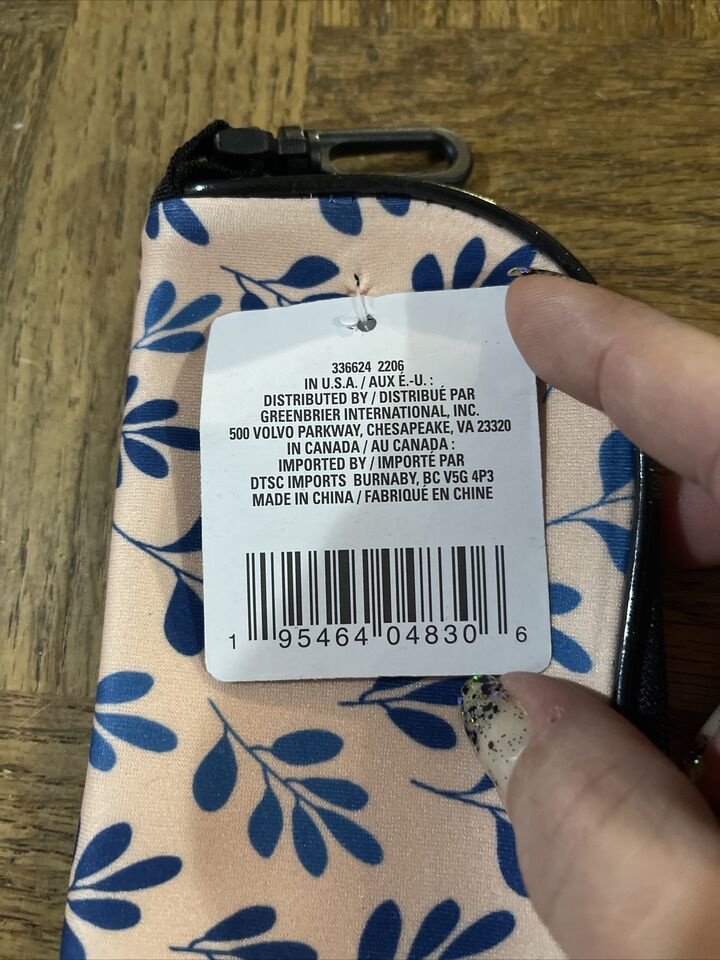 336624 2206
IN U.S.A. / AUX É.-U. :
DISTRIBUTED BY / DISTRIBUÉ PAR
GREENBRIER INTERNATIONAL, INC.
500 VOLVO PARKWAY, CHESAPEAKE, VA 23320
IN CANADA / AU CANADA :
IMPORTED BY / IMPORTÉ PAR
DTSC IMPORTS BURNABY, BC V5G 4P3
MADE IN CHINA / FABRIQUÉ EN CHINE
1 95464 04830 6